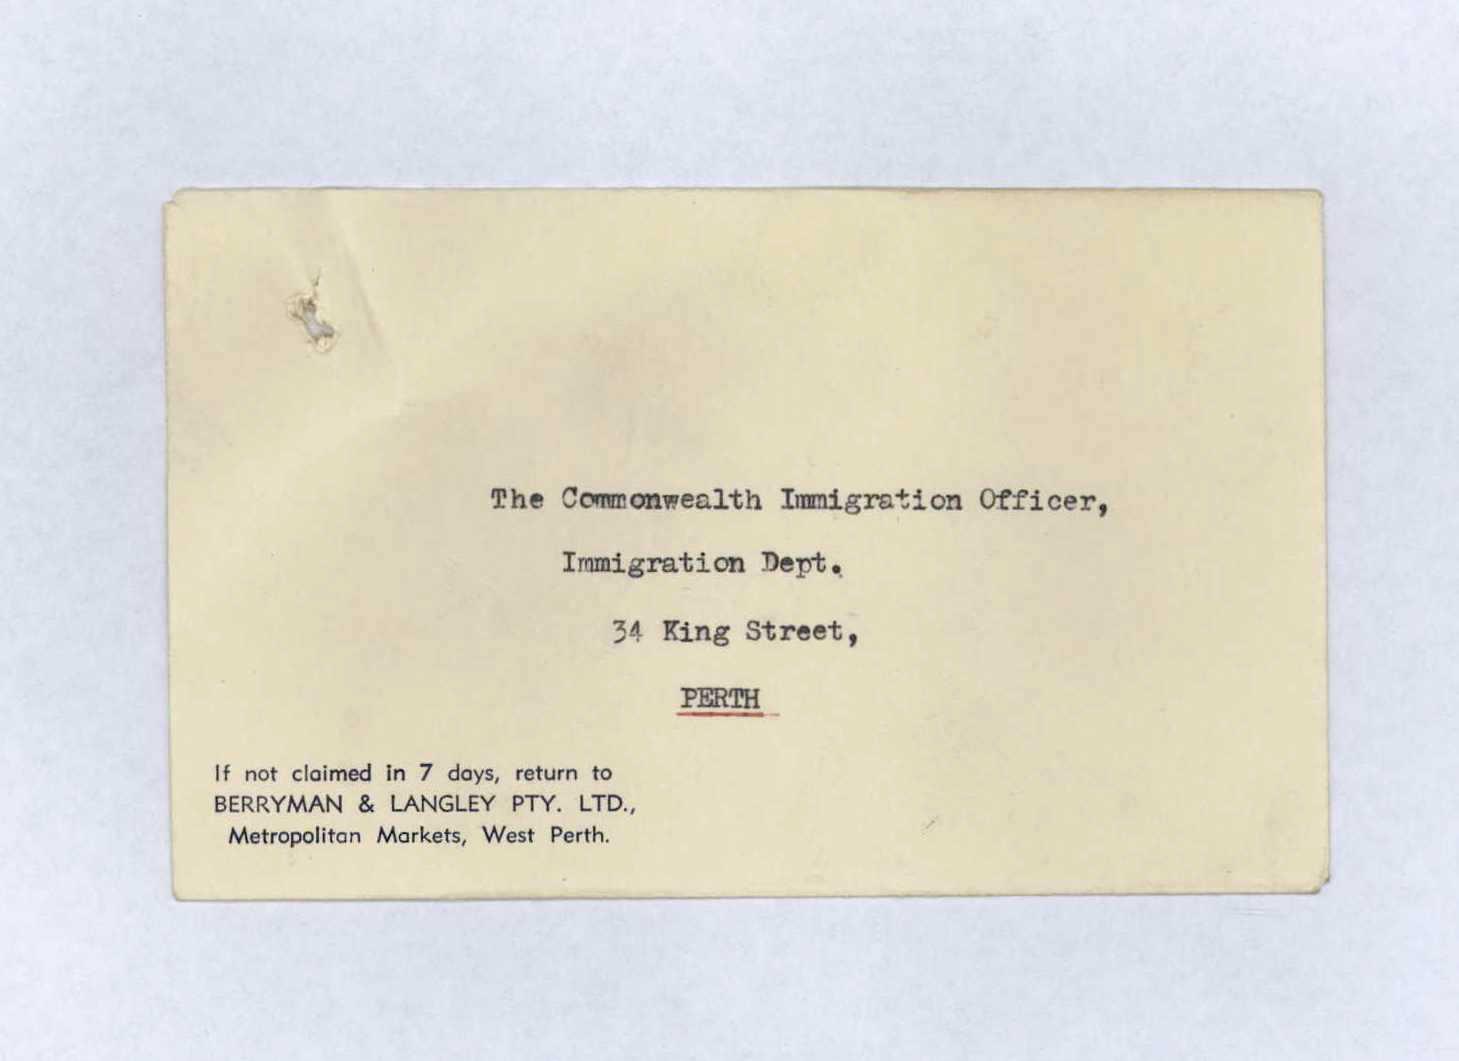 The Commonwealth Immigration Officer,
Immigration Dept.
34 King Street,
PERTH
If not claimed in 7 days, return to
BERRYMAN & LANGLEY PTY. LTD.,
Metropolitan Markets, West Perth.